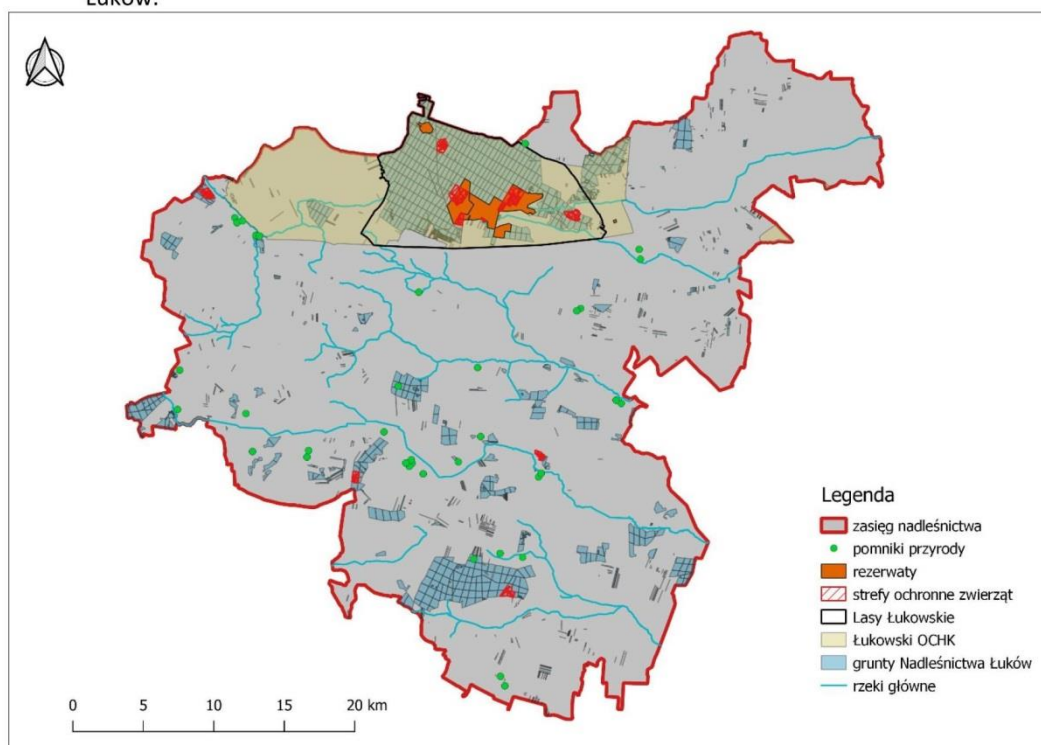 Łuków.
Legenda
zasięg nadleśnictwa
pomniki przyrody
rezerwaty
strefy ochronne zwierząt
Lasy Łukowskie
Łukowski OCHK
grunty Nadleśnictwa Łuków
rzeki główne
0 5 10 15 20 km